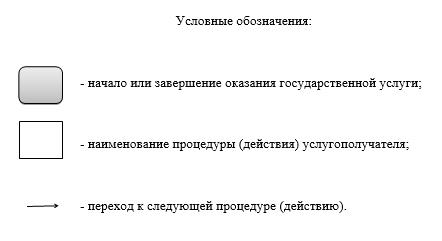 Условные обозначения:
- начало или завершение оказания государственной услуги;
- наименование процедуры (действия) услугополучателя;
- переход к следующей процедуре (действию).